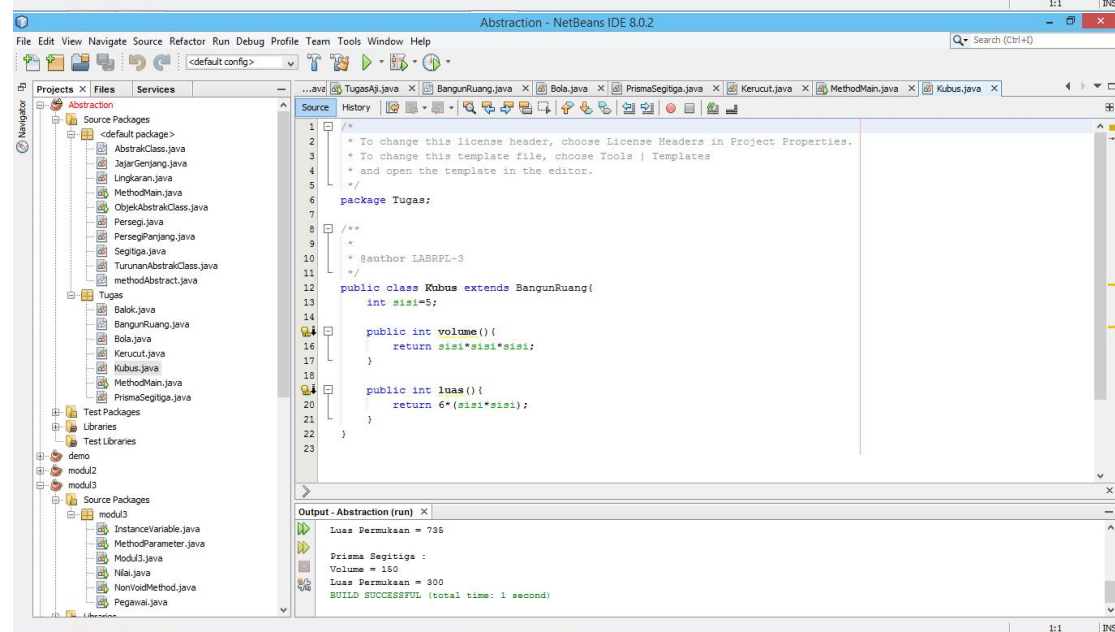 1:1 INS
Abstraction - NetBeans IDE 8.0.2
File Edit View Navigate Source Refactor Run Debug Profile Team Tools Window Help
Search (Ctrl+I)
<default config>
Projects Files Services
...ava TugasAji.java BangunRuang.java Bola.java PrismaSegitiga.java Kerucut.java MethodMain.java Kubus.java
Navigator
Source History
Abstraction
Source Packages
<default package>
AbstrakClass.java
JajarGenjang.java
Lingkaran.java
MethodMain.java
ObjekAbstrakClass.java
Persegi.java
PersegiPanjang.java
Segitiga.java
TurunanAbstrakClass.java
methodAbstract.java
Tugas
Balok.java
BangunRuang.java
Bola.java
Kerucut.java
Kubus.java
MethodMain.java
PrismaSegitiga.java
Test Packages
Libraries
Test Libraries
demo
modul2
modul3
Source Packages
modul3
InstanceVariable.java
MethodParameter.java
Modul3.java
Nilai.java
NonVoidMethod.java
Pegawai.java
Libraries
1 /*
2 * To change this license header, choose License Headers in Project Properties.
3 * To change this template file, choose Tools | Templates
4 * and open the template in the editor.
5 */
6 package Tugas;
7
8 /**
9 *
10 * @author LABRPL-3
11 */
12 public class Kubus extends BangunRuang{
13 int sisi=5;
14
public int volume(){
16 return sisi*sisi*sisi;
17 }
18
public int luas(){
20 return 6*(sisi*sisi);
21 }
22 }
23
Output - Abstraction (run)
Luas Permukaan = 735
Prisma Segitiga :
Volume = 150
Luas Permukaan = 300
BUILD SUCCESSFUL (total time: 1 second)
1:1 INS